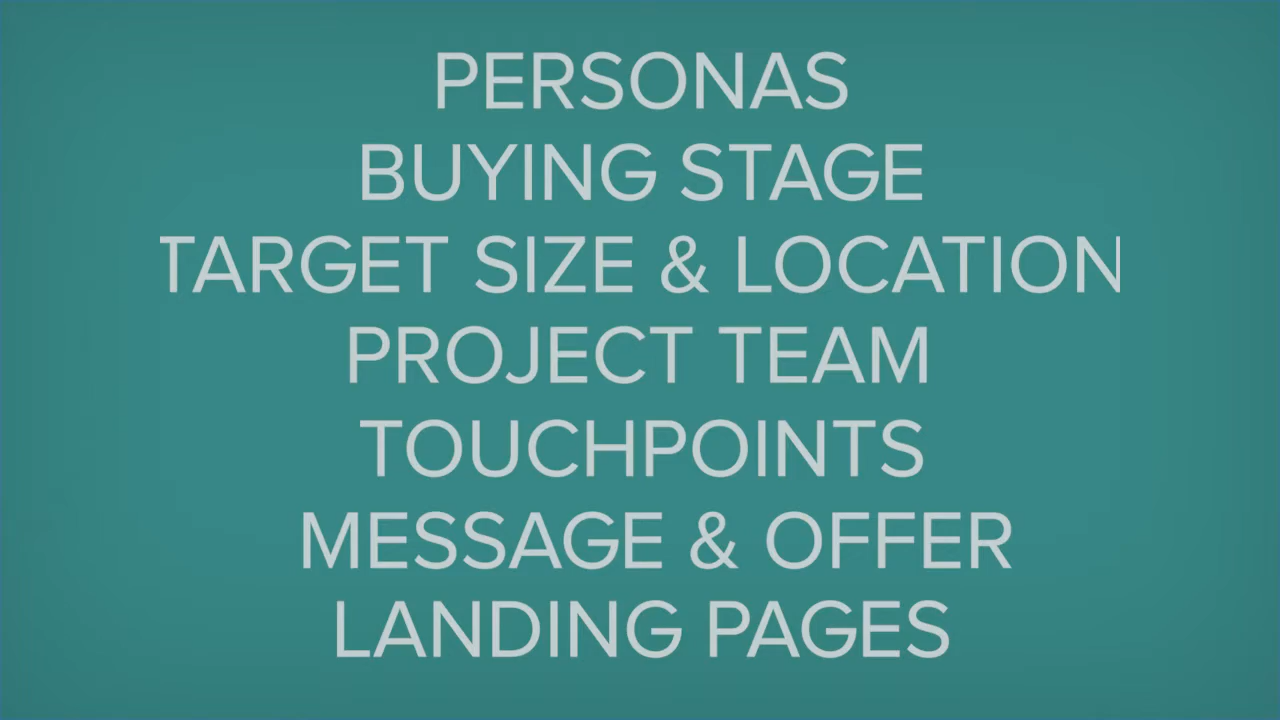 PERSONAS
BUYING STAGE
TARGET SIZE & LOCATION
PROJECT TEAM
TOUCHPOINTS
MESSAGE & OFFER
LANDING PAGES